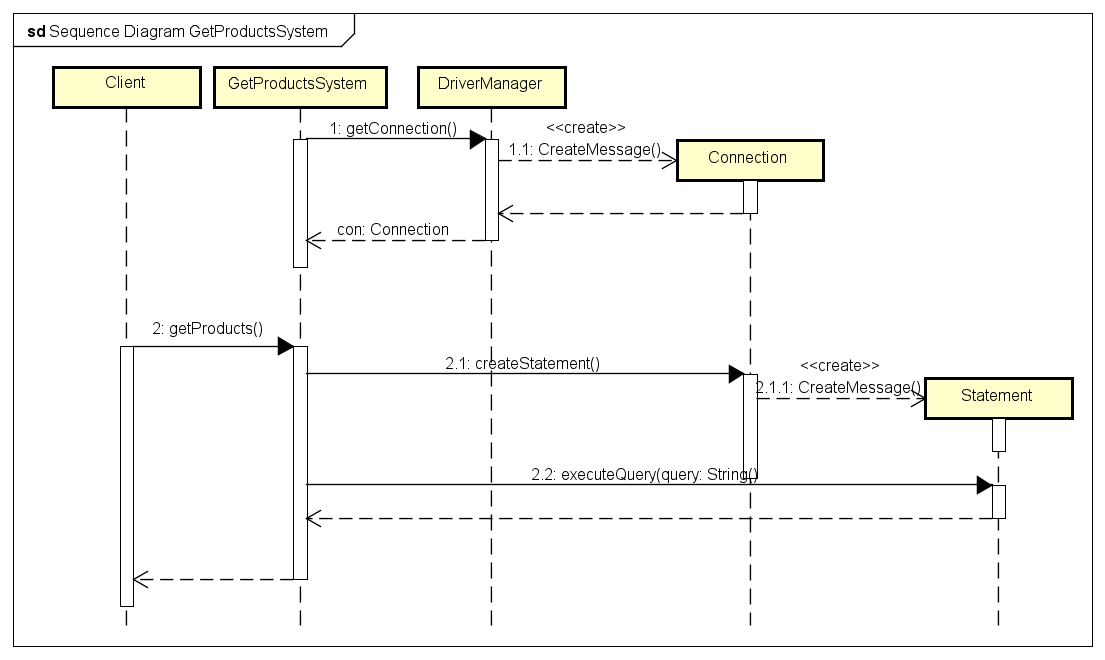 sd Sequence Diagram GetProductsSystem
Client
GetProductsSystem
DriverManager
1: getConnection()
<<create>>
1.1: CreateMessage()
Connection
con: Connection
2: getProducts()
2.1: createStatement()
<<create>>
2.1.1: CreateMessage()
Statement
2.2: executeQuery(query: String()